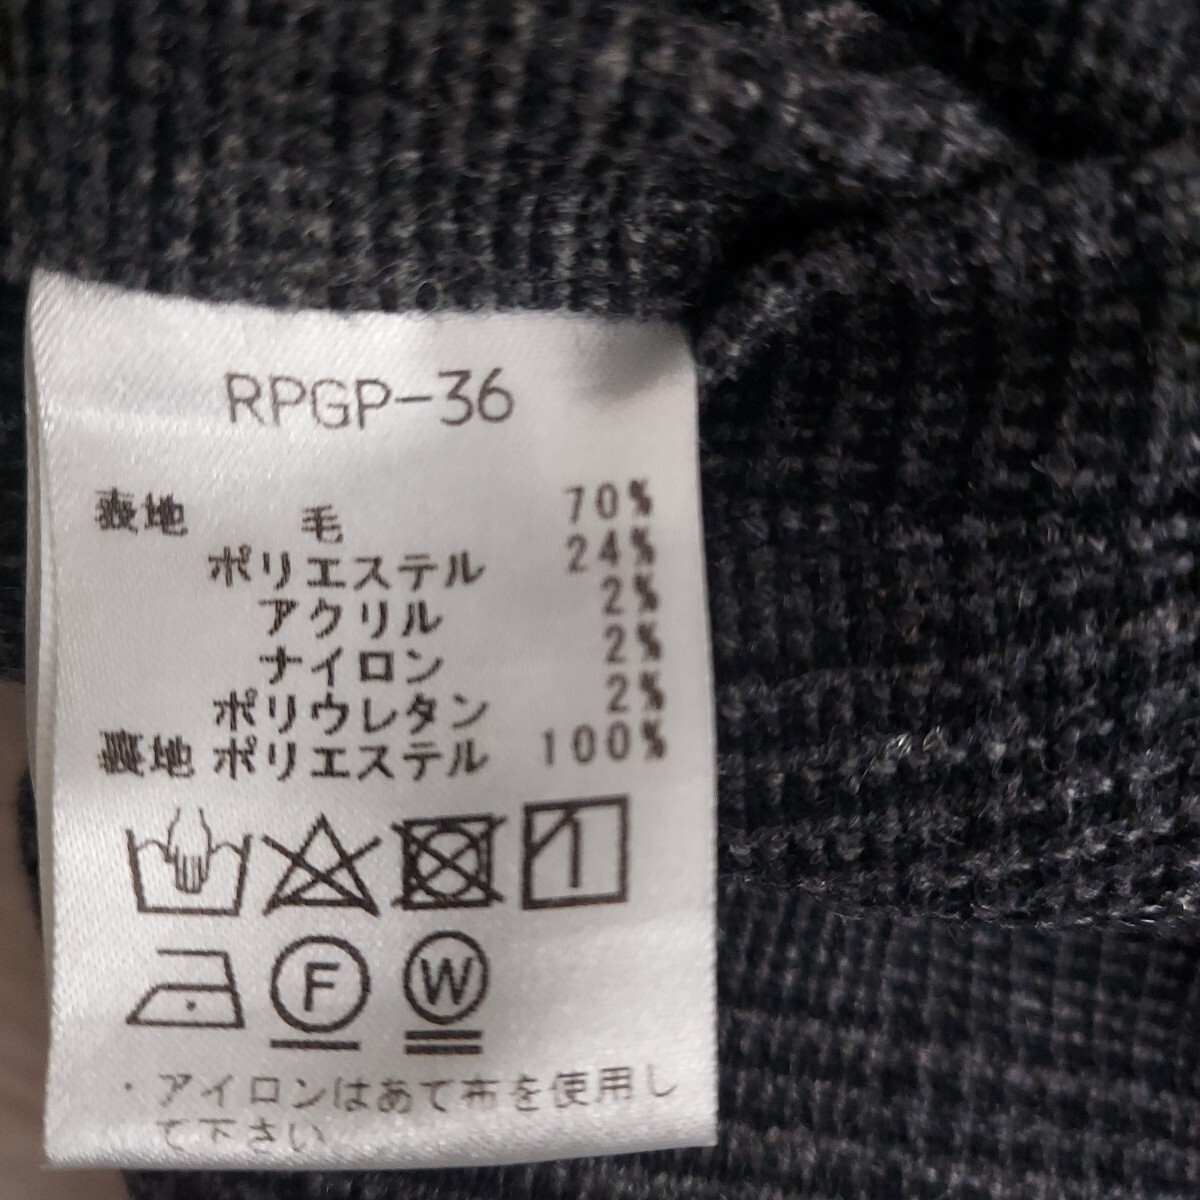 RPGP-36
表地 毛 70%
ポリエステル 24%
アクリル 2%
ナイロン 2%
ポリウレタン 2%
裏地 ポリエステル 100%
F W
・アイロンはあて布を使用し
て下さい